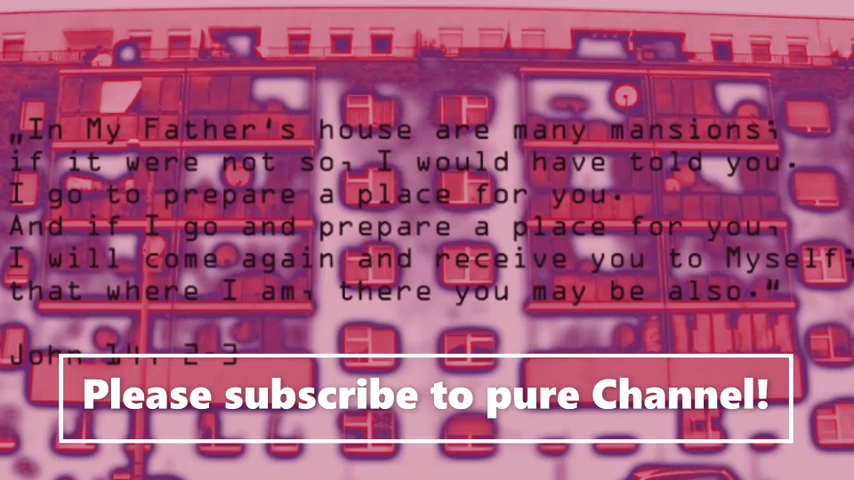 „In My Father's house are many mansions;
if it were not so, I would have told you.
I go to prepare a place for you.
And if I go and prepare a place for you,
I will come again and receive you to Myself;
that where I am, there you may be also."
John 14, 2-3
Please subscribe to pure Channel!